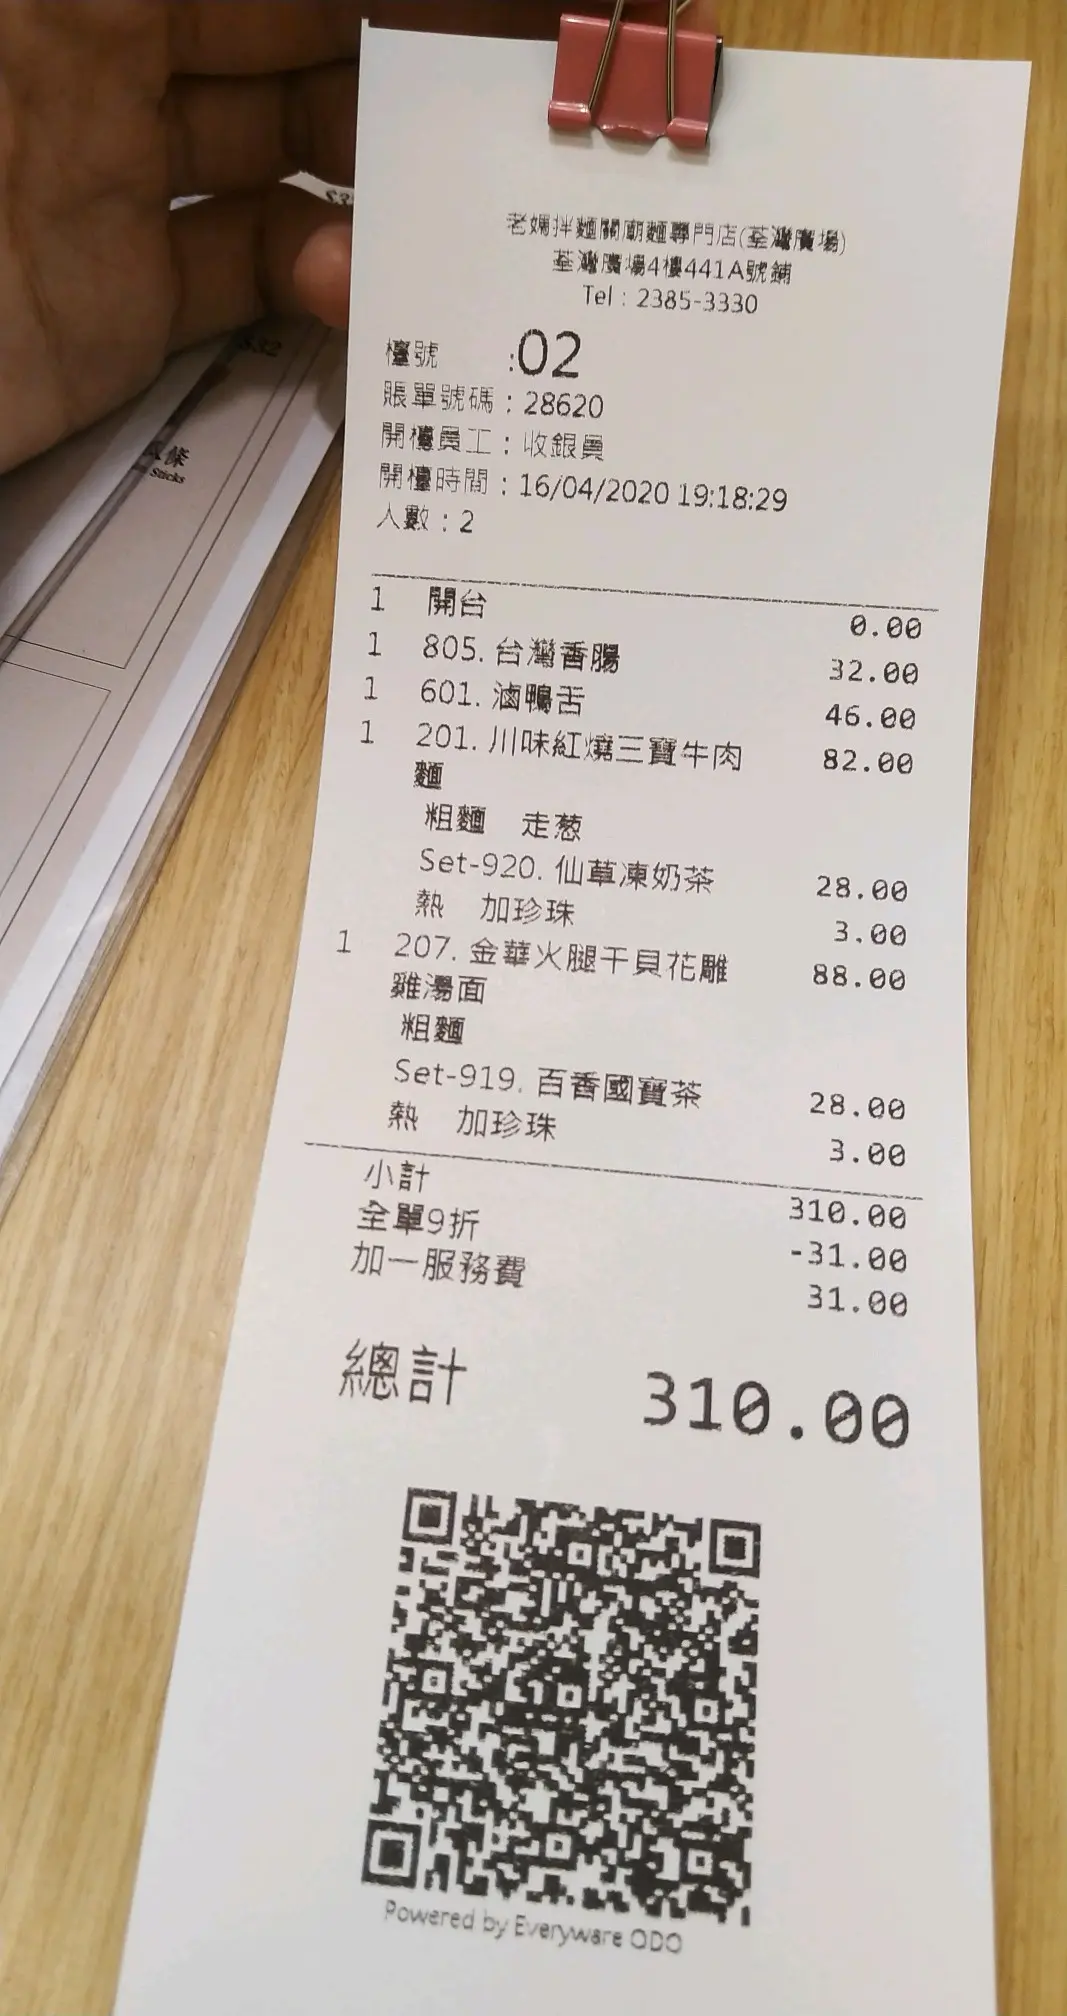 老媽拌麵關廟麵專門店(荃灣廣場)
荃灣廣場4樓441A號鋪
Tel : 2385-3330
檯號 :02
賬單號碼 : 28620
開檯員工 : 收銀員
開檯時間 : 16/04/2020 19:18:29
人數 : 2
1 開台 0.00
1 805. 台灣香腸 32.00
1 601. 滷鴨舌 46.00
1 201. 川味紅燒三寶牛肉 82.00
麵
粗麵 走葱
Set-920. 仙草凍奶茶 28.00
熱 加珍珠 3.00
1 207. 金華火腿干貝花雕 88.00
雞湯面
粗麵
Set-919. 百香國寶茶 28.00
熱 加珍珠 3.00
小計 310.00
全單9折 -31.00
加一服務費 31.00
總計 310.00
Powered by Everyware ODO
332
條
Sticks